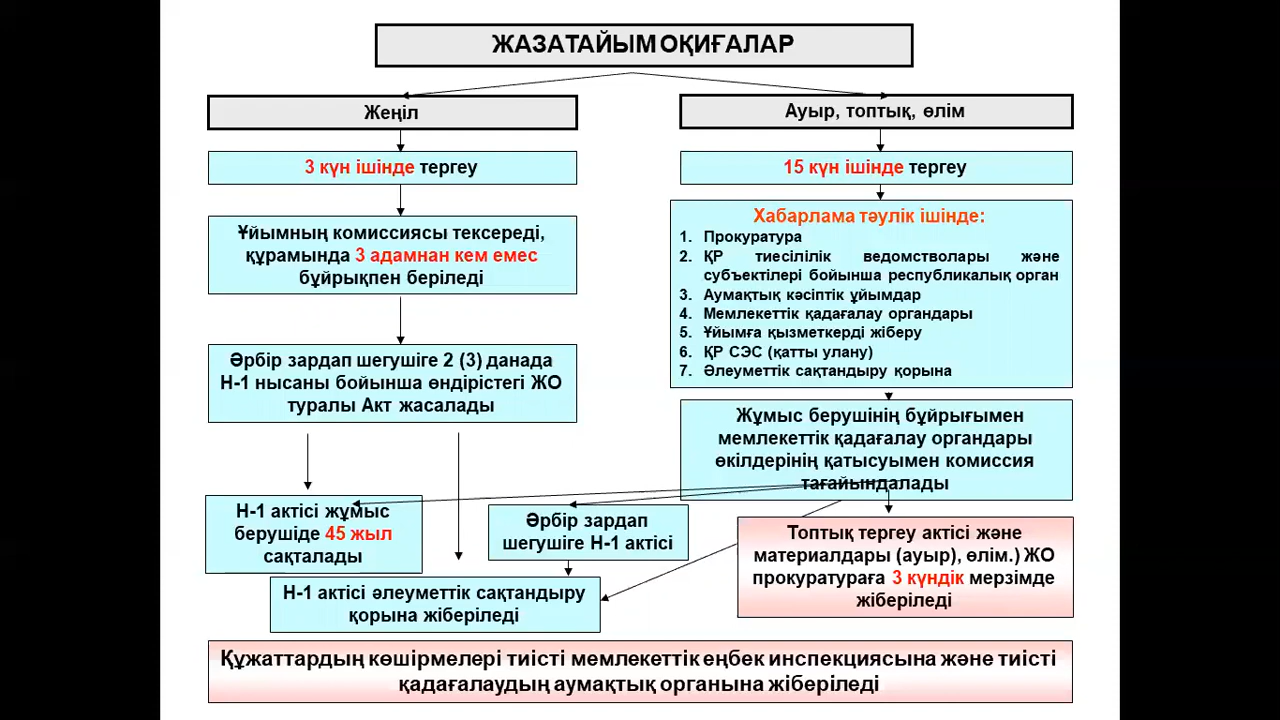 ЖАЗАТАЙЫМ ОҚИҒАЛАР
Жеңіл
3 күн ішінде тергеу
Ұйымның комиссиясы тексереді,
құрамында 3 адамнан кем емес
бұйрықпен беріледі
Әрбір зардап шегушіге 2 (3) данада
Н-1 нысаны бойынша өндірістегі ЖО
туралы Акт жасалады
Ауыр, топтық, өлім
15 күн ішінде тергеу
Хабарлама тәулік ішінде:
1. Прокуратура
2. ҚР тиесілілік ведомстволары және
субъектілері бойынша республикалық орган
3. Аумақтық кәсіптік ұйымдар
4. Мемлекеттік қадағалау органдары
5. Ұйымға қызметкерді жіберу
6. ҚР СЭС (қатты улану)
7. Әлеуметтік сақтандыру қорына
Жұмыс берушінің бұйрығымен
мемлекеттік қадағалау органдары
өкілдерінің қатысуымен комиссия
тағайындалады
Н-1 актісі жұмыс
берушіде 45 жыл
сақталады
Әрбір зардап
шегушіге Н-1 актісі
Н-1 актісі әлеуметтік сақтандыру
қорына жіберіледі
Топтық тергеу актісі және
материалдары (ауыр), өлім.) ЖО
прокуратураға 3 күндік мерзімде
жіберіледі
Құжаттардың көшірмелері тиісті мемлекеттік еңбек инспекциясына және тиісті
қадағалаудың аумақтық органына жіберіледі